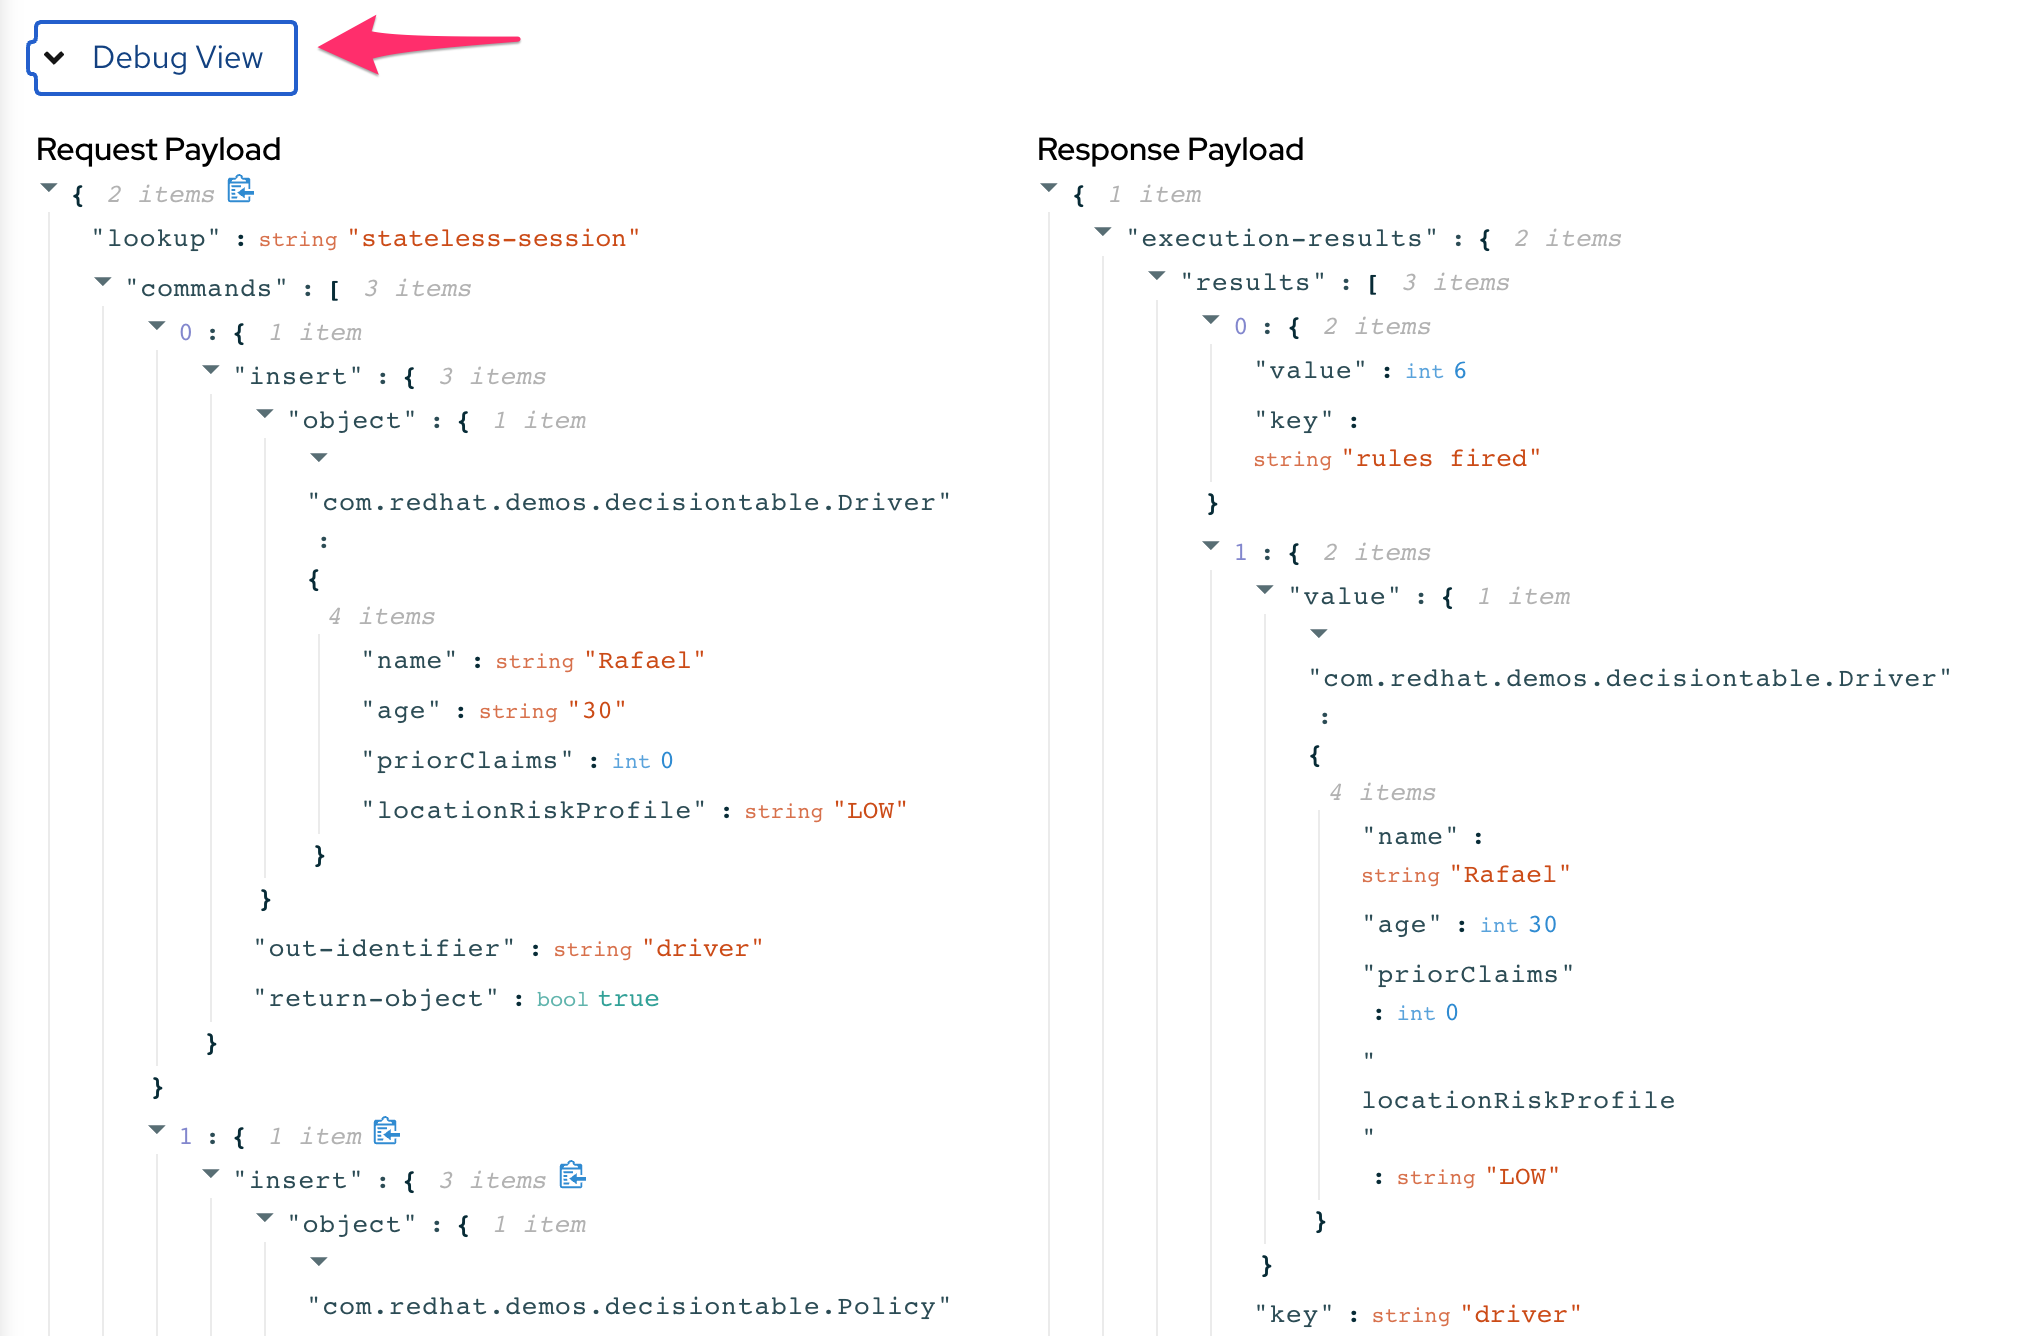 Debug View
Request Payload
{ 2 items
"lookup" : string "stateless-session"
"commands" : [ 3 items
0 : { 1 item
"insert" : { 3 items
"object" : { 1 item
"com.redhat.demos.decisiontable.Driver"
:
{
4 items
"name" : string "Rafael"
"age" : string "30"
"priorClaims" : int 0
"locationRiskProfile" : string "LOW"
}
}
"out-identifier" : string "driver"
"return-object" : bool true
}
}
1 : { 1 item
"insert" : { 3 items
"object" : { 1 item
"com.redhat.demos.decisiontable.Policy"
Response Payload
{ 1 item
"execution-results" : { 2 items
"results" : [ 3 items
0 : { 2 items
"value" : int 6
"key" :
string "rules fired"
}
1 : { 2 items
"value" : { 1 item
"com.redhat.demos.decisiontable.Driver"
:
{
4 items
"name" :
string "Rafael"
"age" : int 30
"priorClaims"
: int 0
"
locationRiskProfile
"
: string "LOW"
}
}
"key" : string "driver"